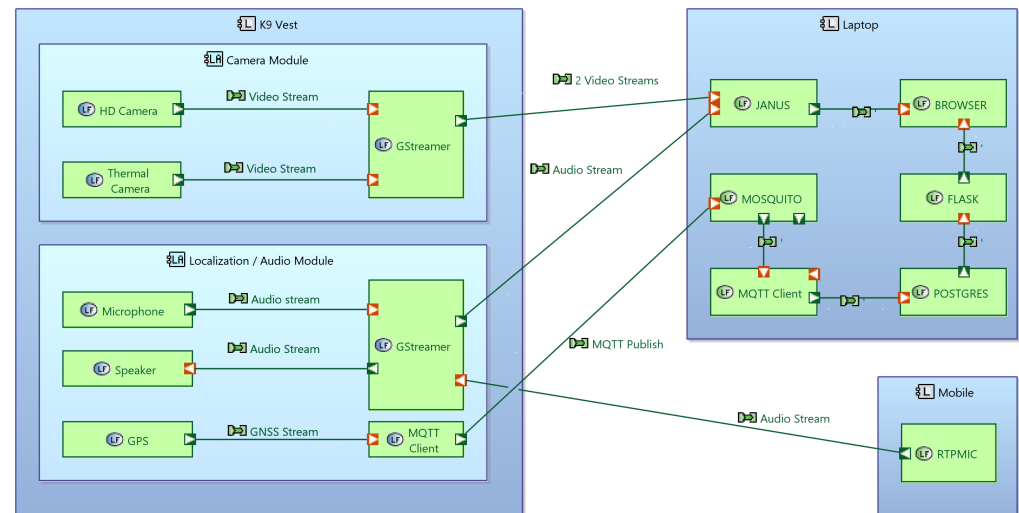 K9 Vest
Camera Module
HD Camera
Video Stream
Thermal
Camera
Video Stream
GStreamer
Localization / Audio Module
Microphone
Audio stream
Speaker
Audio Stream
GStreamer
GPS
GNSS Stream
MQTT
Client
2 Video Streams
Audio Stream
MQTT Publish
Audio Stream
Laptop
JANUS
BROWSER
MOSQUITO
FLASK
MQTT Client
POSTGRES
Mobile
RTPMIC